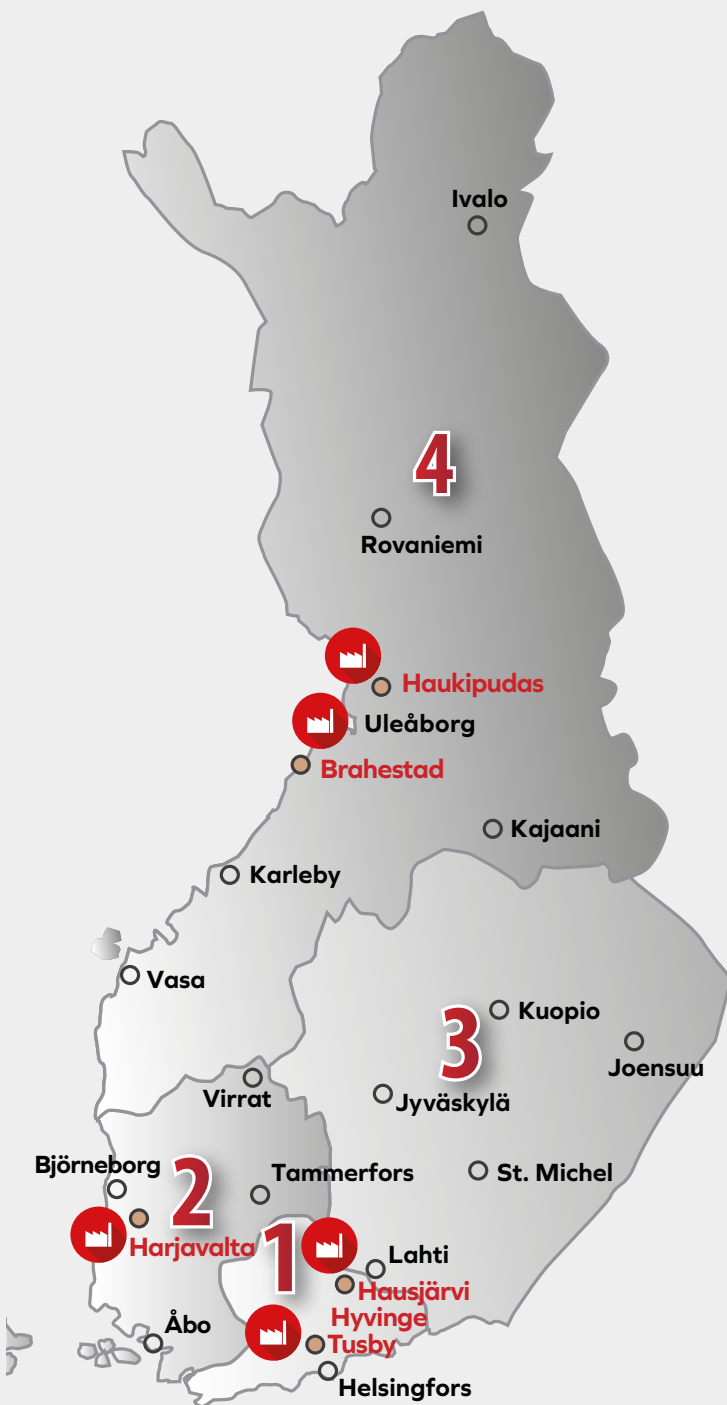 Ivalo
4
Rovaniemi
Haukipudas
Uleåborg
Brahestad
Kajaani
Karleby
Vasa
Kuopio
3
Joensuu
Virrat
Jyväskylä
Björneborg
2
Tammerfors
St. Michel
Harjavalta
1
Lahti
Hausjärvi
Hyvinge
Åbo
Tusby
Helsingfors